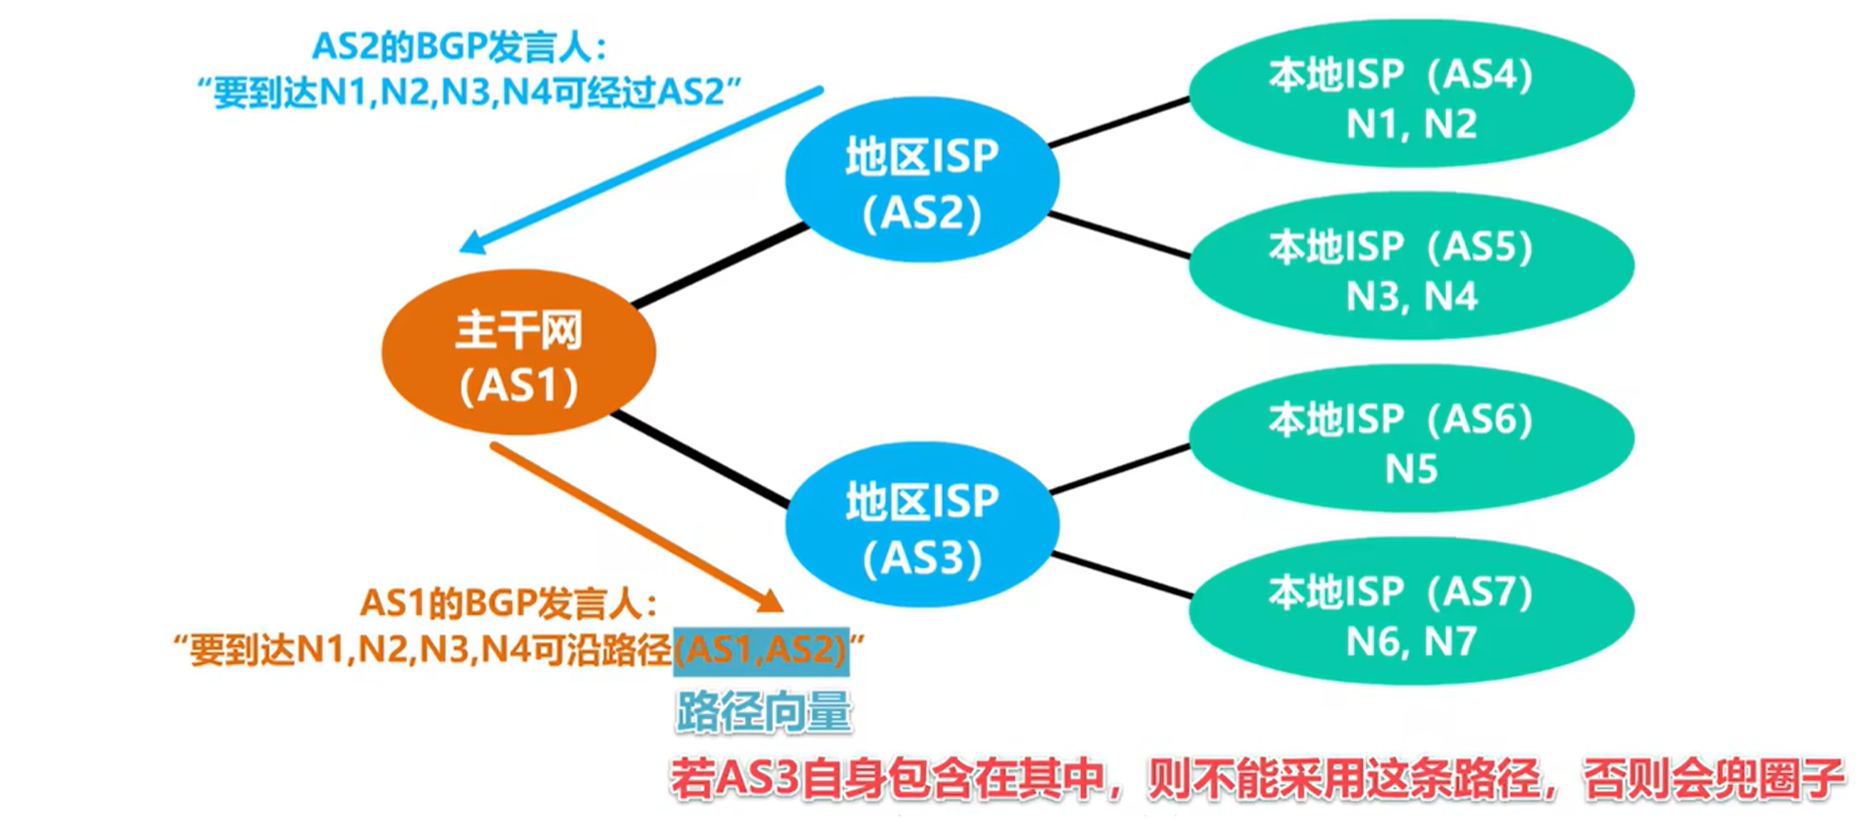 AS2的BGP发言人：
“要到达N1,N2,N3,N4可经过AS2”
地区ISP
（AS2）
本地ISP（AS4）
N1, N2
本地ISP（AS5）
N3, N4
主干网
（AS1）
地区ISP
（AS3）
本地ISP（AS6）
N5
本地ISP（AS7）
N6, N7
AS1的BGP发言人：
“要到达N1,N2,N3,N4可沿路径(AS1,AS2)”
路径向量
若AS3自身包含在其中，则不能采用这条路径，否则会兜圈子